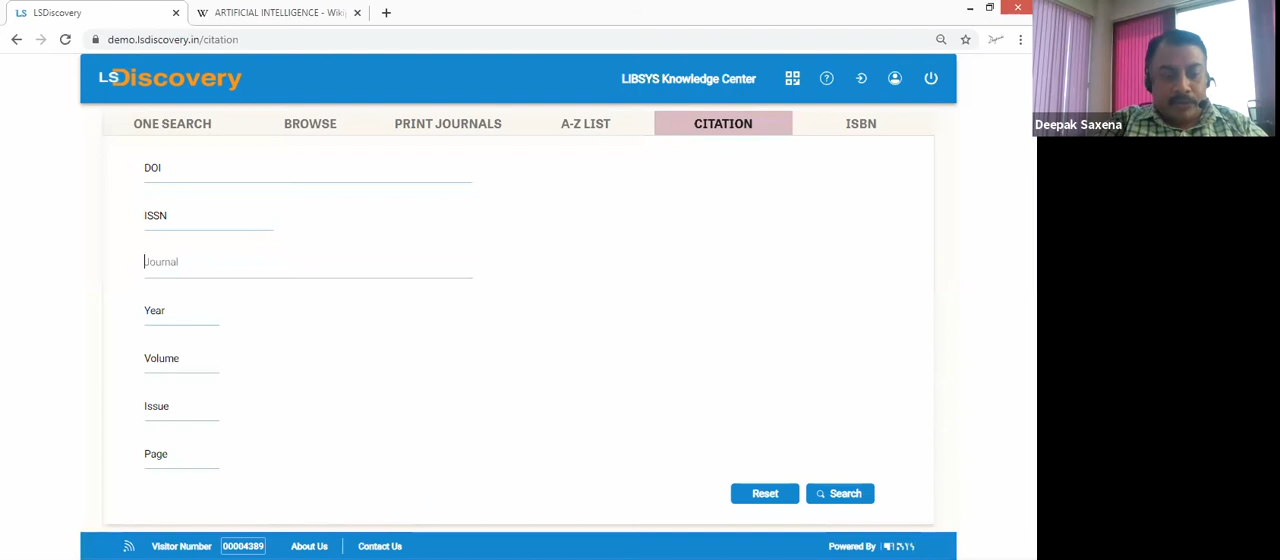 LS LSDiscovery
W ARTIFICIAL INTELLIGENCE - Wiki
demo.lsdiscovery.in/citation
LSDiscovery
LIBSYS Knowledge Center
ONE SEARCH
BROWSE
PRINT JOURNALS
A-Z LIST
CITATION
ISBN
DOI
ISSN
Journal
Year
Volume
Issue
Page
Reset
Search
Visitor Number 00004389
About Us
Contact Us
Powered By
Deepak Saxena